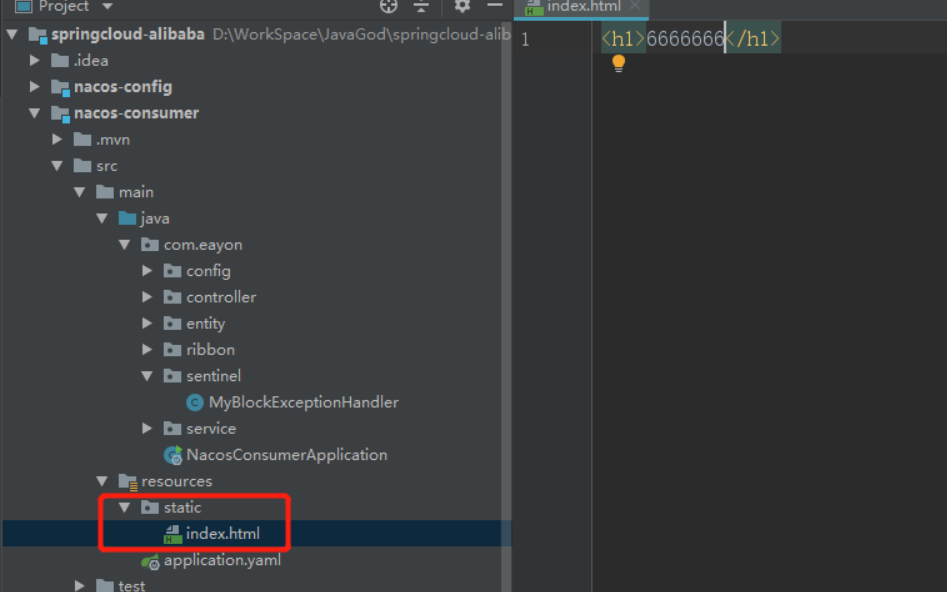 Project
index.html
springcloud-alibaba D:\WorkSpace\JavaGod\springcloud-alib
1 <h1>6666666</h1>
.idea
nacos-config
nacos-consumer
.mvn
src
main
java
com.eayon
config
controller
entity
ribbon
sentinel
C MyBlockExceptionHandler
service
NacosConsumerApplication
resources
static
H index.html
application.yaml
test